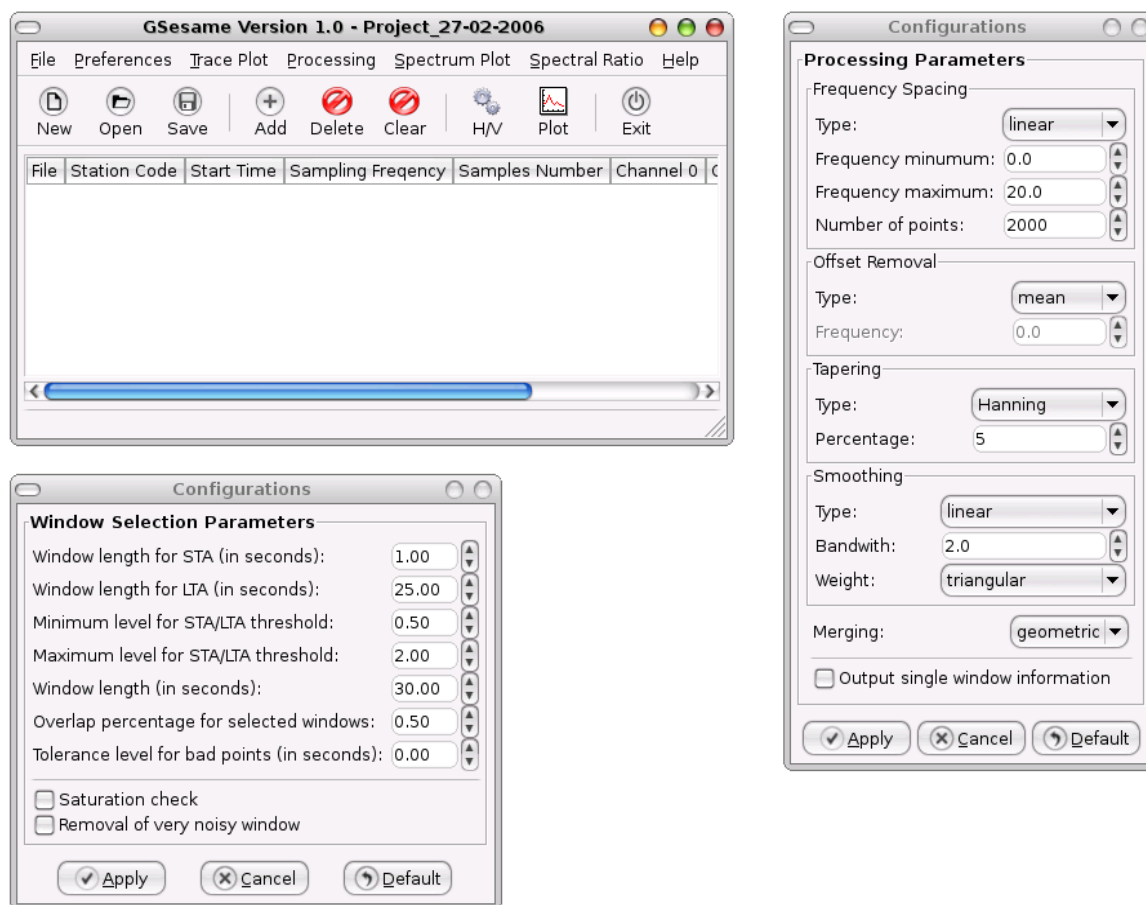 GSesame Version 1.0 - Project_27-02-2006
File Preferences Trace Plot Processing Spectrum Plot Spectral Ratio Help
New Open Save Add Delete Clear H/V Plot Exit
File Station Code Start Time Sampling Freqency Samples Number Channel 0
Configurations
Window Selection Parameters
Window length for STA (in seconds): 1.00
Window length for LTA (in seconds): 25.00
Minimum level for STA/LTA threshold: 0.50
Maximum level for STA/LTA threshold: 2.00
Window length (in seconds): 30.00
Overlap percentage for selected windows: 0.50
Tolerance level for bad points (in seconds): 0.00
Saturation check
Removal of very noisy window
Apply Cancel Default
Configurations
Processing Parameters
Frequency Spacing
Type: linear
Frequency minumum: 0.0
Frequency maximum: 20.0
Number of points: 2000
Offset Removal
Type: mean
Frequency: 0.0
Tapering
Type: Hanning
Percentage: 5
Smoothing
Type: linear
Bandwith: 2.0
Weight: triangular
Merging: geometric
Output single window information
Apply Cancel Default